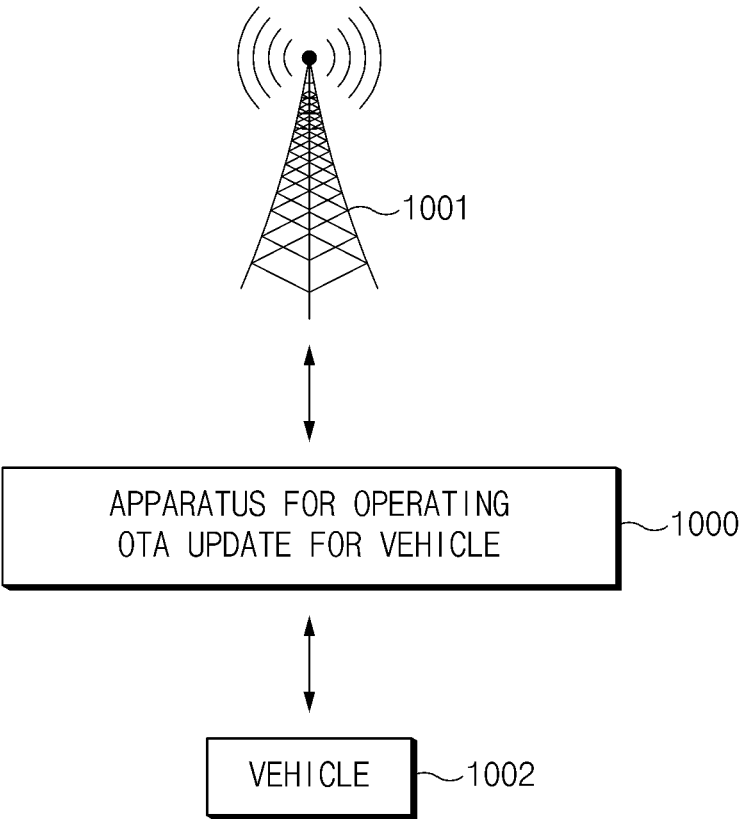 1001
APPARATUS FOR OPERATING
OTA UPDATE FOR VEHICLE
1000
VEHICLE
1002